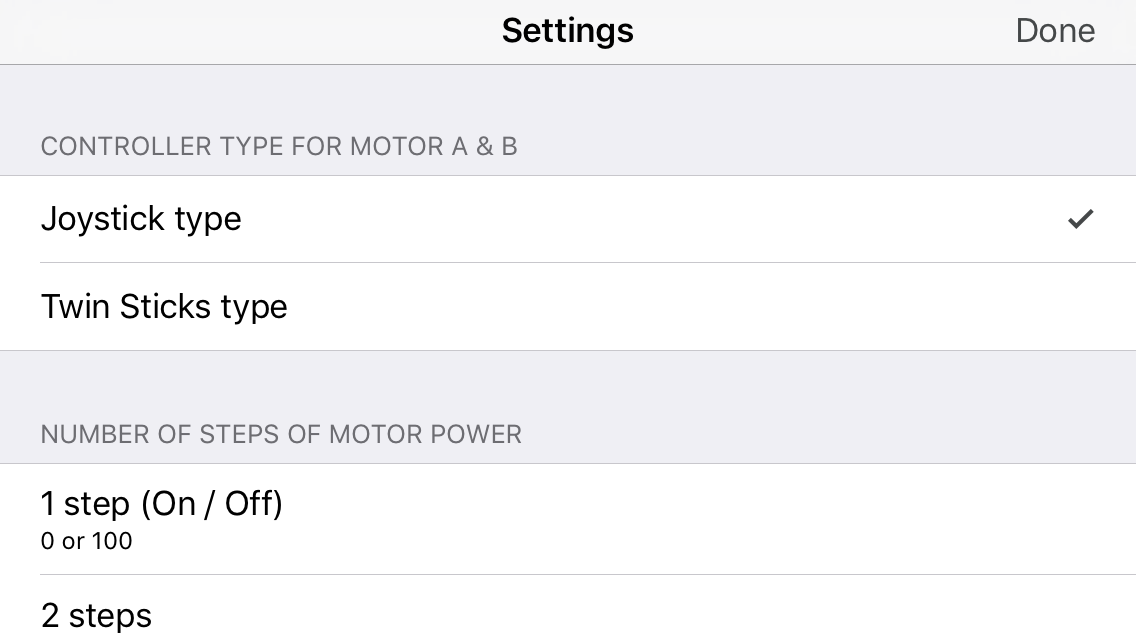 Settings
Done
CONTROLLER TYPE FOR MOTOR A & B
Joystick type
Twin Sticks type
NUMBER OF STEPS OF MOTOR POWER
1 step (On / Off)
0 or 100
2 steps